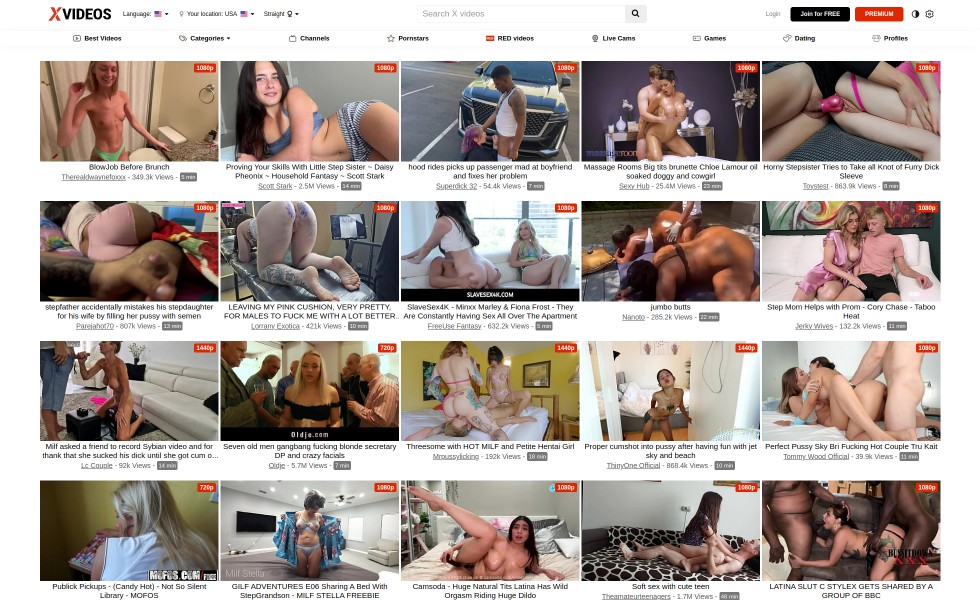 XVIDEOS
Language:
Your location: USA
Straight
Search X videos
Login
Join for FREE
PREMIUM
Best Videos
Categories
Channels
Pornstars
RED videos
Live Cams
Games
Dating
Profiles
1080p
1080p
1080p
BlowJob Before Brunch
Therealdwaynefoxxx - 349.3k Views - 5 min
Proving Your Skills With Little Step Sister ~ Daisy
Pheonix ~ Household Fantasy ~ Scott Stark
Scott Stark - 2.5M Views - 14 min
hood rides picks up passenger mad at boyfriend
and fixes her problem
Superdick 32 - 54.4k Views - 7 min
Massage Rooms Big tits brunette Chloe Lamour oil
soaked doggy and cowgirl
Sexy Hub - 25.4M Views - 23 min
Horny Stepsister Tries to Take all Knot of Furry Dick
Sleeve
Toystest - 863.9k Views - 8 min
1080p
1080p
1080p
1080p
SLAVESEX4K.COM
stepfather accidentally mistakes his stepdaughter
for his wife by filling her pussy with semen
Parejahot70 - 807k Views - 13 min
LEAVING MY PINK CUSHION, VERY PRETTY,
FOR MALES TO FUCK ME WITH A LOT BETTER..
Lorrany Exotica - 421k Views - 10 min
SlaveSex4K - Minxx Marley & Fiona Frost - They
Are Constantly Having Sex All Over The Apartment
FreeUse Fantasy - 632.2k Views - 5 min
jumbo butts
Nanoto - 285.2k Views - 22 min
Step Mom Helps with Prom - Cory Chase - Taboo
Heat
Jerky Wives - 132.2k Views - 11 min
1440p
720p
1440p
1440p
1080p
Oldje.com
Milf asked a friend to record Sybian video and for
thank that she sucked his dick until she got cum o...
Lc Couple - 92k Views - 14 min
Seven old men gangbang fucking blonde secretary
DP and crazy facials
Oldje - 5.7M Views - 7 min
Threesome with HOT MILF and Petite Hentai Girl
Mrpussylicking - 192k Views - 18 min
Proper cumshot into pussy after having fun with jet
sky and beach
ThinyOne Official - 868.4k Views - 10 min
Perfect Pussy Sky Bri Fucking Hot Couple Tru Kait
Tommy Wood Official - 39.9k Views - 11 min
720p
1080p
1080p
1080p
1080p
MOFOS.COM
Milf Stella
Publick Pickups - (Candy Hot) - Not So Silent
Library - MOFOS
GILF ADVENTURES E06 Sharing A Bed With
StepGrandson - MILF STELLA FREEBIE
Camsoda - Huge Natural Tits Latina Has Wild
Orgasm Riding Huge Dildo
Soft sex with cute teen
Theamateurteenagers - 1.7M Views - 48 min
LATINA SLUT C STYLEX GETS SHARED BY A
GROUP OF BBC